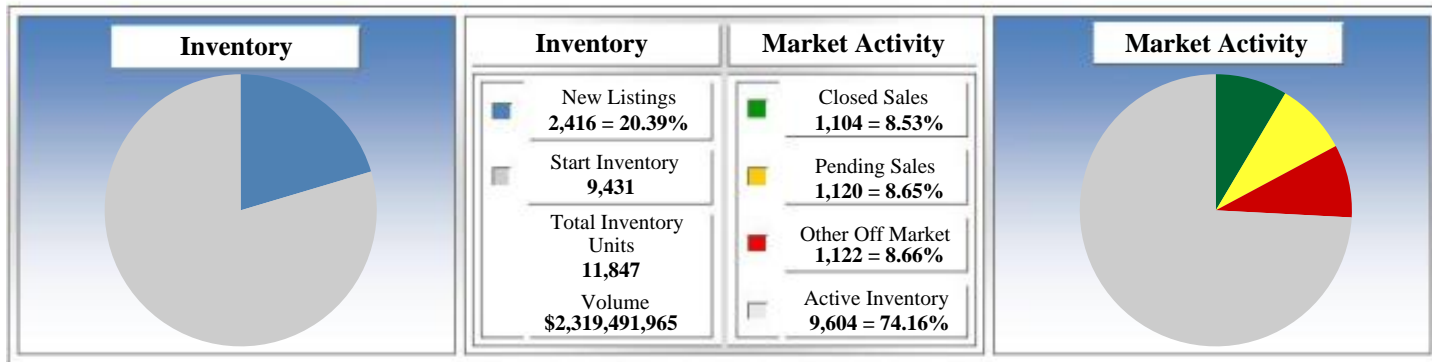 Inventory
Inventory
Market Activity
Market Activity
New Listings
2,416 = 20.39%
Start Inventory
9,431
Total Inventory
Units
11,847
Volume
$2,319,491,965
Closed Sales
1,104 = 8.53%
Pending Sales
1,120 = 8.65%
Other Off Market
1,122 = 8.66%
Active Inventory
9,604 = 74.16%